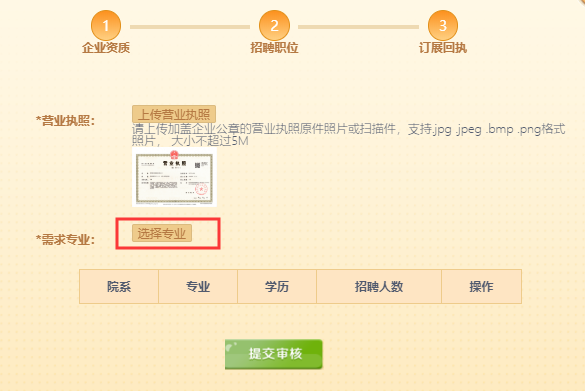 1
2
3
企业资质
招聘职位
订展回执
*营业执照：
上传营业执照
请上传加盖企业公章的营业执照原件照片或扫描件，支持.jpg .jpeg .bmp .png格式
照片， 大小不超过5M
营业执照
*需求专业：
选择专业
院系
专业
学历
招聘人数
操作
提交审核